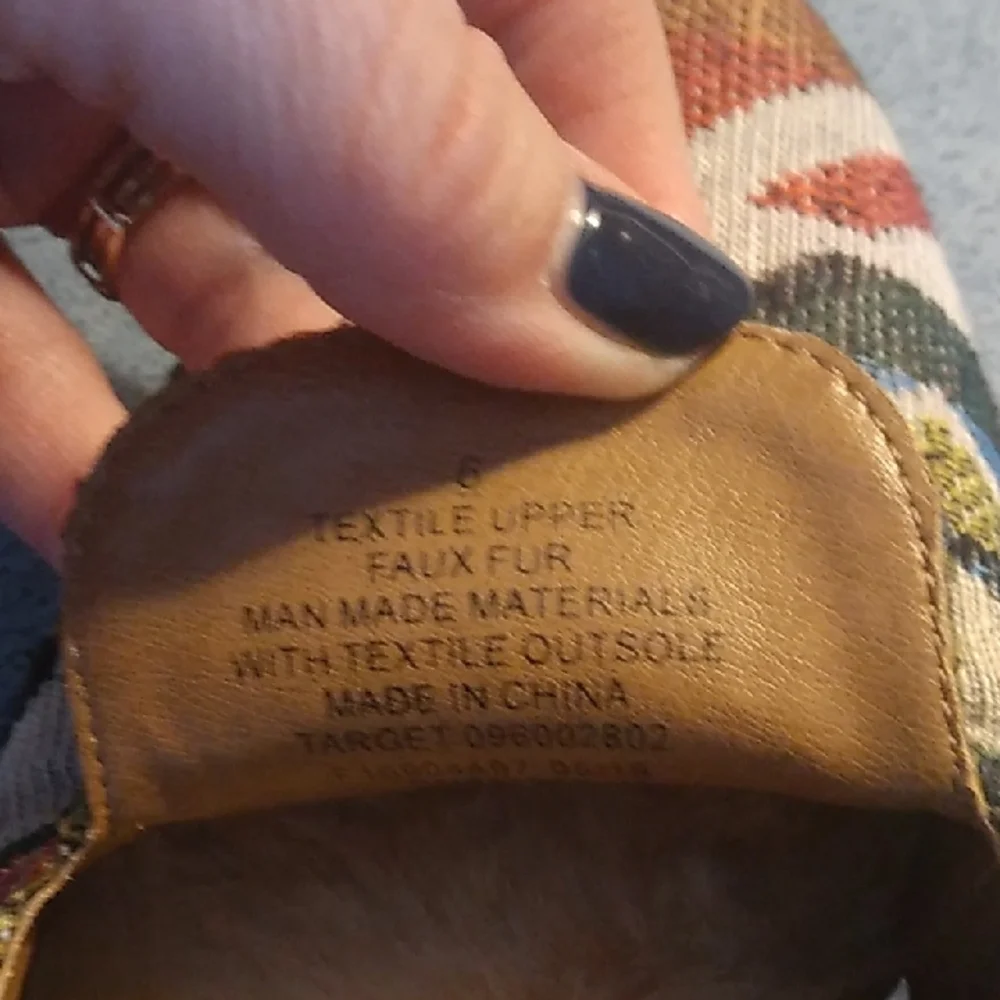 6
TEXTILE UPPER
FAUX FUR
MAN MADE MATERIALS
WITH TEXTILE OUTSOLE
MADE IN CHINA
TARGET 096002802